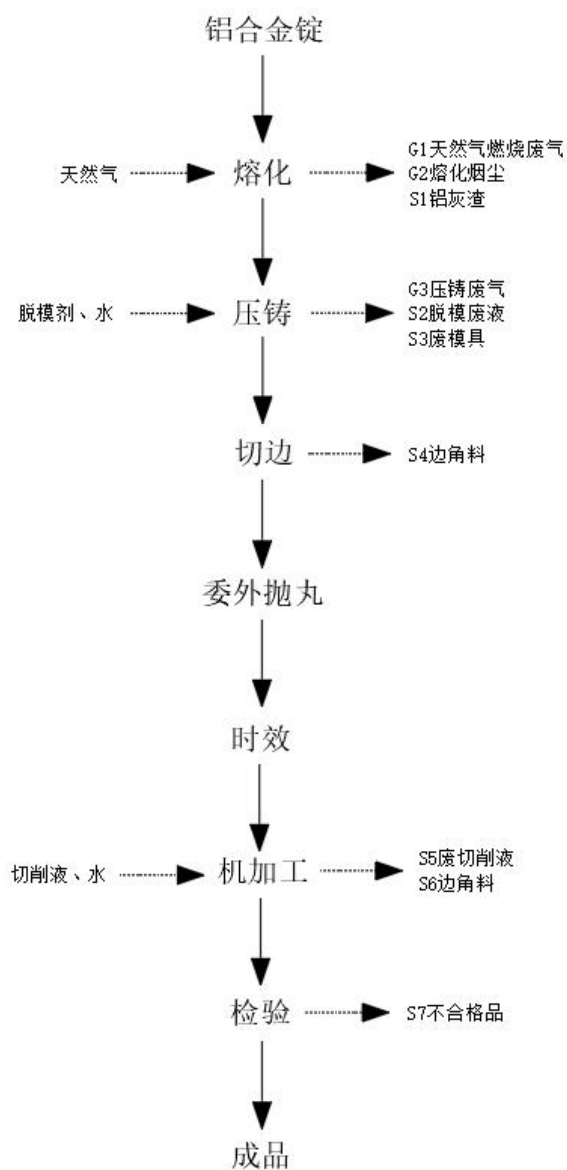 铝合金锭
天然气
熔化
G1天然气燃烧废气
G2熔化烟尘
S1铝灰渣
脱模剂、水
压铸
G3压铸废气
S2脱模废液
S3废模具
切边
S4边角料
委外抛丸
时效
切削液、水
机加工
S5废切削液
S6边角料
检验
S7不合格品
成品